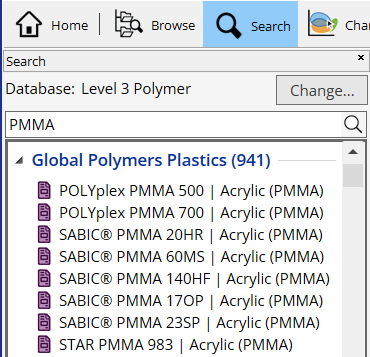 Home Browse Search Cha
Search ×
Database: Level 3 Polymer Change...
PMMA
Global Polymers Plastics (941)
POLYplex PMMA 500 | Acrylic (PMMA)
POLYplex PMMA 700 | Acrylic (PMMA)
SABIC® PMMA 20HR | Acrylic (PMMA)
SABIC® PMMA 60MS | Acrylic (PMMA)
SABIC® PMMA 140HF | Acrylic (PMMA)
SABIC® PMMA 17OP | Acrylic (PMMA)
SABIC® PMMA 23SP | Acrylic (PMMA)
STAR PMMA 983 | Acrylic (PMMA)